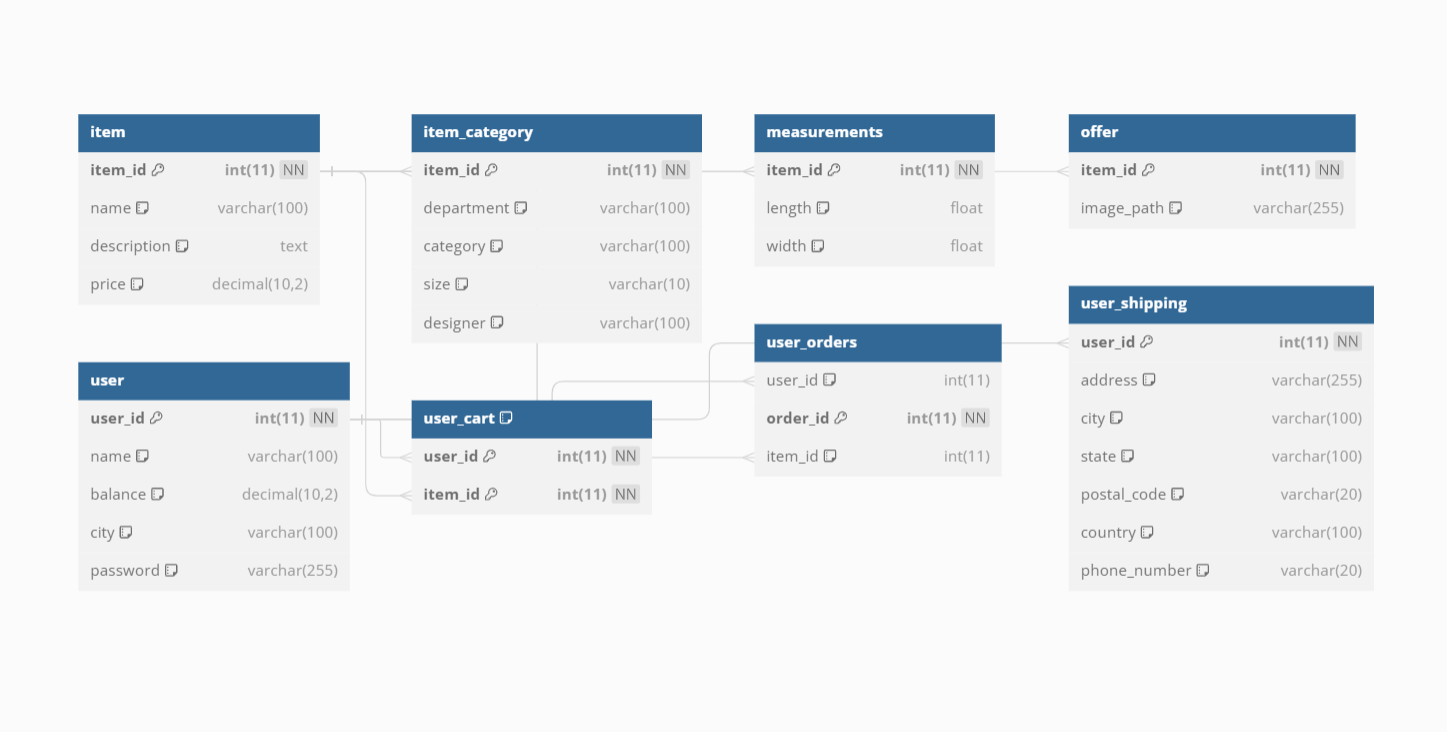 item
item_id int(11) NN
name varchar(100)
description text
price decimal(10,2)
item_category
item_id int(11) NN
department varchar(100)
category varchar(100)
size varchar(10)
designer varchar(100)
measurements
item_id int(11) NN
length float
width float
offer
item_id int(11) NN
image_path varchar(255)
user
user_id int(11) NN
name varchar(100)
balance decimal(10,2)
city varchar(100)
password varchar(255)
user_cart
user_id int(11) NN
item_id int(11) NN
user_orders
user_id int(11)
order_id int(11) NN
item_id int(11)
user_shipping
user_id int(11) NN
address varchar(255)
city varchar(100)
state varchar(100)
postal_code varchar(20)
country varchar(100)
phone_number varchar(20)